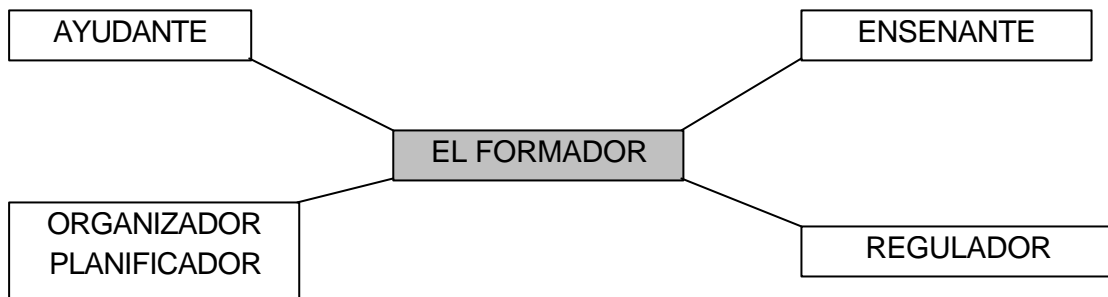 AYUDANTE
ENSENANTE
EL FORMADOR
ORGANIZADOR
PLANIFICADOR
REGULADOR